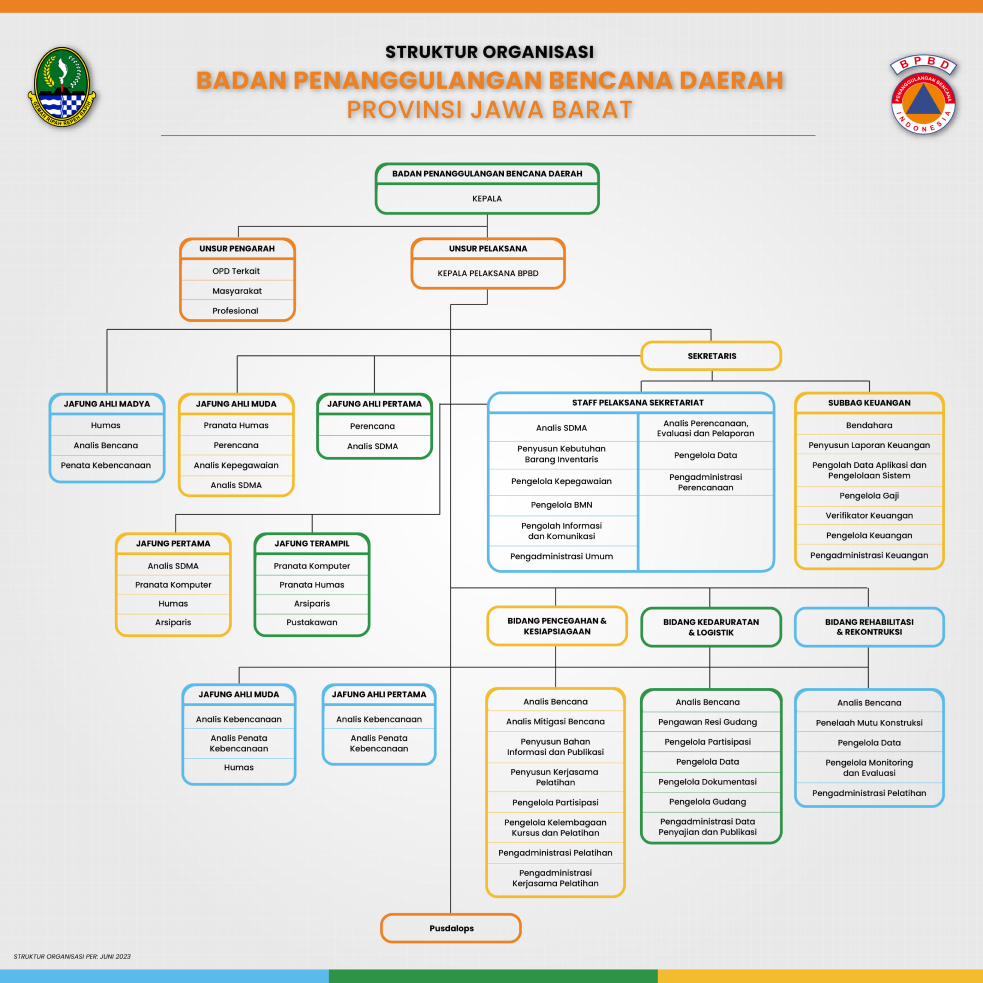 STRUKTUR ORGANISASI
BADAN PENANGGULANGAN BENCANA DAERAH
PROVINSI JAWA BARAT
GEMAH RIPAH REPEH RAPIH
BPBD
PENANGGULANGAN BENCANA
INDONESIA
BADAN PENANGGULANGAN BENCANA DAERAH
KEPALA
UNSUR PENGARAH
OPD Terkait
Masyarakat
Profesional
UNSUR PELAKSANA
KEPALA PELAKSANA BPBD
SEKRETARIS
JAFUNG AHLI MADYA
Humas
Analis Bencana
Penata Kebencanaan
JAFUNG AHLI MUDA
Pranata Humas
Perencana
Analis Kepegawaian
Analis SDMA
JAFUNG AHLI PERTAMA
Perencana
Analis SDMA
STAFF PELAKSANA SEKRETARIAT
Analis SDMA
Penyusun Kebutuhan
Barang Inventaris
Pengelola Kepegawaian
Pengelola BMN
Pengolah Informasi
dan Komunikasi
Pengadministrasi Umum
Analis Perencanaan,
Evaluasi dan Pelaporan
Pengelola Data
Pengadministrasi
Perencanaan
SUBBAG KEUANGAN
Bendahara
Penyusun Laporan Keuangan
Pengolah Data Aplikasi dan
Pengelolaan Sistem
Pengelola Gaji
Verifikator Keuangan
Pengelola Keuangan
Pengadministrasi Keuangan
JAFUNG PERTAMA
Analis SDMA
Pranata Komputer
Humas
Arsiparis
JAFUNG TERAMPIL
Pranata Komputer
Pranata Humas
Arsiparis
Pustakawan
BIDANG PENCEGAHAN &
KESIAPSIAGAAN
BIDANG KEDARURATAN
& LOGISTIK
BIDANG REHABILITASI
& REKONTRUKSI
JAFUNG AHLI MUDA
Analis Kebencanaan
Analis Penata
Kebencanaan
Humas
JAFUNG AHLI PERTAMA
Analis Kebencanaan
Analis Penata
Kebencanaan
Analis Bencana
Analis Mitigasi Bencana
Penyusun Bahan
Informasi dan Publikasi
Penyusun Kerjasama
Pelatihan
Pengelola Partisipasi
Pengelola Kelembagaan
Kursus dan Pelatihan
Pengadministrasi Pelatihan
Pengadministrasi
Kerjasama Pelatihan
Analis Bencana
Pengawan Resi Gudang
Pengelola Partisipasi
Pengelola Data
Pengelola Dokumentasi
Pengelola Gudang
Pengadministrasi Data
Penyajian dan Publikasi
Analis Bencana
Penelaah Mutu Konstruksi
Pengelola Data
Pengelola Monitoring
dan Evaluasi
Pengadministrasi Pelatihan
Pusdalops
STRUKTUR ORGANISASI PER: JUNI 2023